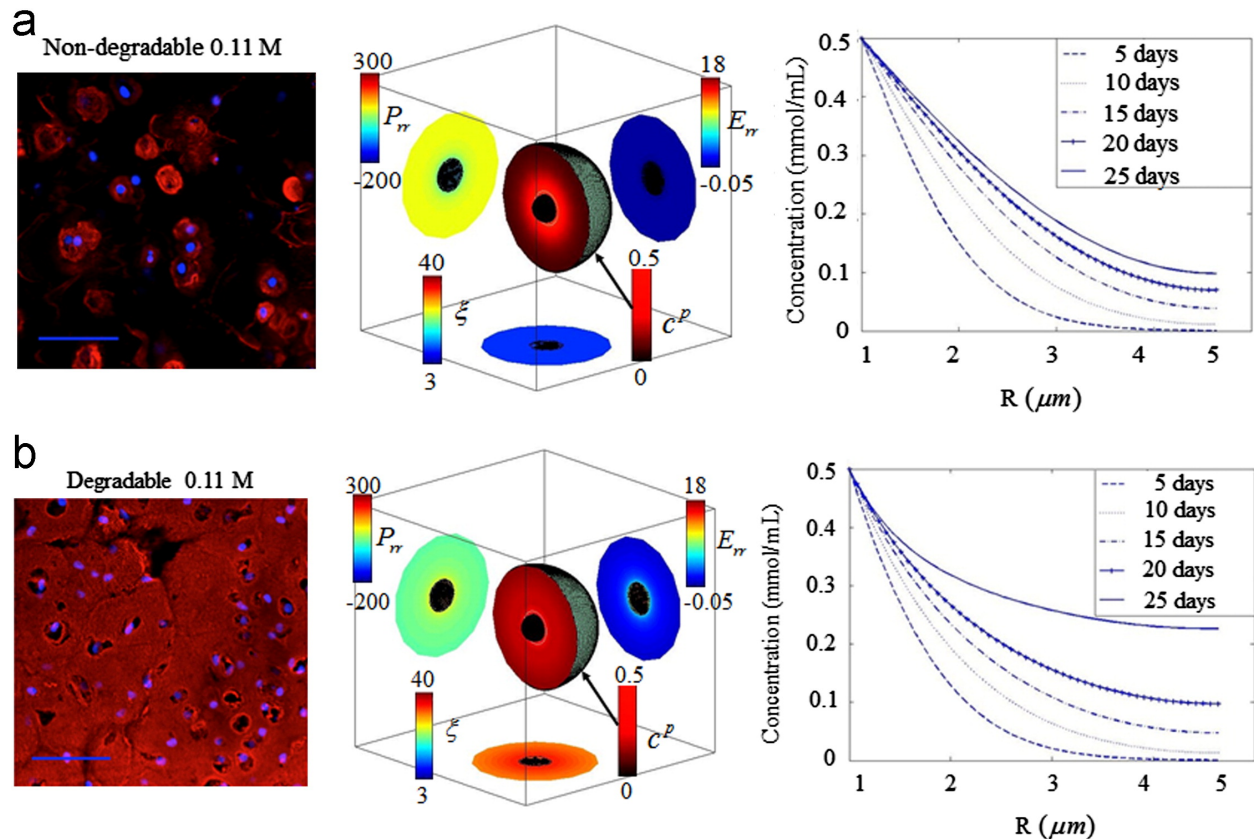 a
Non-degradable 0.11 M
300
P_rr
-200
18
E_rr
-0.05
40
ξ
3
0.5
c^p
0
5 days
10 days
15 days
20 days
25 days
Concentration (mmol/mL)
0.5
0.4
0.3
0.2
0.1
0
1 2 3 4 5
R (μm)
b
Degradable 0.11 M
300
P_rr
-200
18
E_rr
-0.05
40
ξ
3
0.5
c^p
0
5 days
10 days
15 days
20 days
25 days
Concentration (mmol/mL)
0.5
0.4
0.3
0.2
0.1
0
1 2 3 4 5
R (μm)